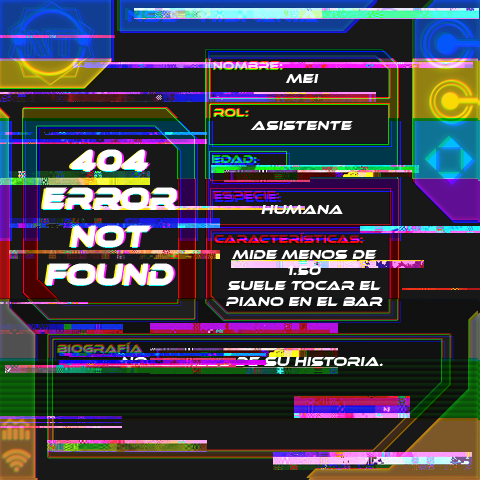 NOMBRE:
MEI
ROL:
ASISTENTE
EDAD:
ESPECIE:
HUMANA
CARACTERÍSTICAS:
MIDE MENOS DE
1.50
SUELE TOCAR EL
PIANO EN EL BAR
404
ERROR
NOT
FOUND
BIOGRAFÍA
NO DE SU HISTORIA.